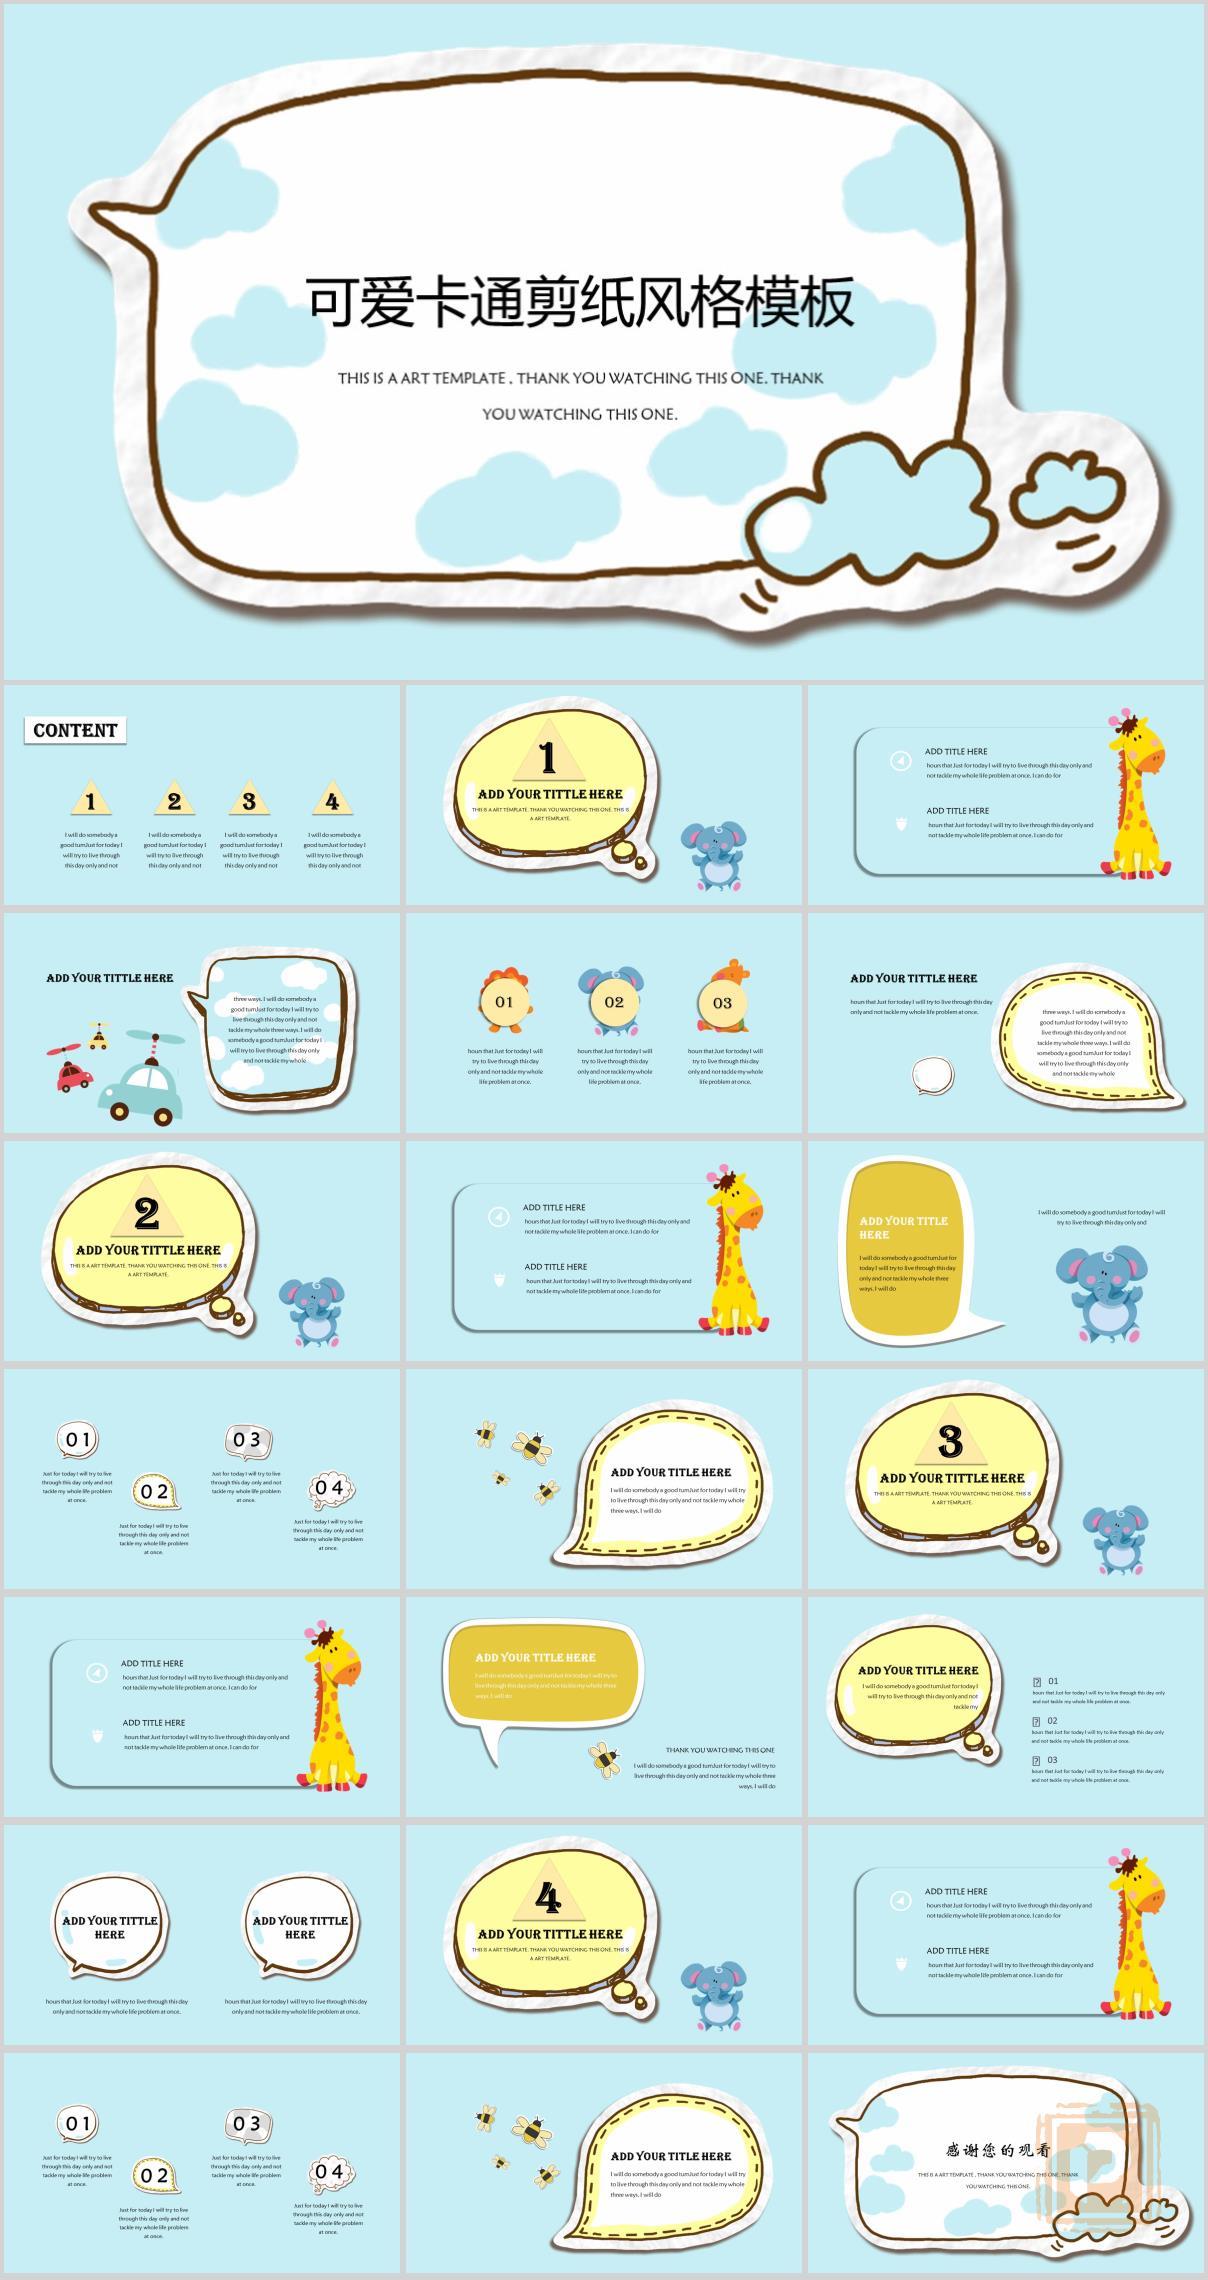 可爱卡通剪纸风格模板
THIS IS A ART TEMPLATE , THANK YOU WATCHING THIS ONE. THANK
YOU WATCHING THIS ONE.
CONTENT
1
I will do somebody a
good turnJust for today I
will try to live through
this day only and not
2
I will do somebody a
good turnJust for today I
will try to live through
this day only and not
3
I will do somebody a
good turnJust for today I
will try to live through
this day only and not
4
I will do somebody a
good turnJust for today I
will try to live through
this day only and not
1
ADD YOUR TITTLE HERE
THIS IS A ART TEMPLATE. THANK YOU WATCHING THIS ONE. THIS IS
A ART TEMPLATE.
ADD TITLE HERE
hours that Just for today I will try to live through this day only and
not tackle my whole life problem at once. I can do for
ADD TITLE HERE
hours that Just for today I will try to live through this day only and
not tackle my whole life problem at once. I can do for
ADD YOUR TITTLE HERE
three ways. I will do somebody a
good turnJust for today I will try to
live through this day only and not
tackle my whole three ways. I will do
somebody a good turnJust for today I
will try to live through this day only
and not tackle my whole
01
hours that Just for today I will
try to live through this day
only and not tackle my whole
life problem at once.
02
hours that Just for today I will
try to live through this day
only and not tackle my whole
life problem at once.
03
hours that Just for today I will
try to live through this day
only and not tackle my whole
life problem at once.
ADD YOUR TITTLE HERE
hours that Just for today I will try to live through this day
only and not tackle my whole life problem at once.
three ways. I will do somebody a
good turnJust for today I will try to
live through this day only and not
tackle my whole three ways. I will do
somebody a good turnJust for today I
will try to live through this day only
and not tackle my whole
2
ADD YOUR TITTLE HERE
THIS IS A ART TEMPLATE. THANK YOU WATCHING THIS ONE. THIS IS
A ART TEMPLATE.
ADD TITLE HERE
hours that Just for today I will try to live through this day only and
not tackle my whole life problem at once. I can do for
ADD TITLE HERE
hours that Just for today I will try to live through this day only and
not tackle my whole life problem at once. I can do for
ADD YOUR TITTLE
HERE
I will do somebody a good turnJust for
today I will try to live through this day
only and not tackle my whole three
ways. I will do
I will do somebody a good turnJust for today I will
try to live through this day only and
01
Just for today I will try to live
through this day only and not
tackle my whole life problem
at once.
02
Just for today I will try to live
through this day only and not
tackle my whole life problem
at once.
03
Just for today I will try to live
through this day only and not
tackle my whole life problem
at once.
04
Just for today I will try to live
through this day only and not
tackle my whole life problem
at once.
ADD YOUR TITLE HERE
I will do somebody a good turnJust for today I will try
to live through this day only and not tackle my whole
three ways. I will do
3
ADD YOUR TITTLE HERE
THIS IS A ART TEMPLATE. THANK YOU WATCHING THIS ONE. THIS IS
A ART TEMPLATE.
ADD TITLE HERE
hours that Just for today I will try to live through this day only and
not tackle my whole life problem at once. I can do for
ADD TITLE HERE
hours that Just for today I will try to live through this day only and
not tackle my whole life problem at once. I can do for
ADD YOUR TITLE HERE
I will do somebody a good turnJust for today I will try to
live through this day only and not tackle my whole three
ways. I will do
THANK YOU WATCHING THIS ONE
I will do somebody a good turnJust for today I will try to
live through this day only and not tackle my whole three
ways. I will do
ADD YOUR TITLE HERE
I will do somebody a good turnJust for today I
will try to live through this day only and not
tackle my
01
hours that Just for today I will try to live through this day only
and not tackle my whole life problem at once.
02
hours that Just for today I will try to live through this day only
and not tackle my whole life problem at once.
03
hours that Just for today I will try to live through this day only
and not tackle my whole life problem at once.
ADD YOUR TITTLE
HERE
hours that Just for today I will try to live through this day
only and not tackle my whole life problem at once.
ADD YOUR TITTLE
HERE
hours that Just for today I will try to live through this day
only and not tackle my whole life problem at once.
4
ADD YOUR TITTLE HERE
THIS IS A ART TEMPLATE. THANK YOU WATCHING THIS ONE. THIS IS
A ART TEMPLATE.
ADD TITLE HERE
hours that Just for today I will try to live through this day only and
not tackle my whole life problem at once. I can do for
ADD TITLE HERE
hours that Just for today I will try to live through this day only and
not tackle my whole life problem at once. I can do for
01
Just for today I will try to live
through this day only and not
tackle my whole life problem
at once.
02
Just for today I will try to live
through this day only and not
tackle my whole life problem
at once.
03
Just for today I will try to live
through this day only and not
tackle my whole life problem
at once.
04
Just for today I will try to live
through this day only and not
tackle my whole life problem
at once.
ADD YOUR TITLE HERE
I will do somebody a good turnJust for today I will try
to live through this day only and not tackle my whole
three ways. I will do
感谢您的观看
THIS IS A ART TEMPLATE , THANK YOU WATCHING THIS ONE. THANK
YOU WATCHING THIS ONE.